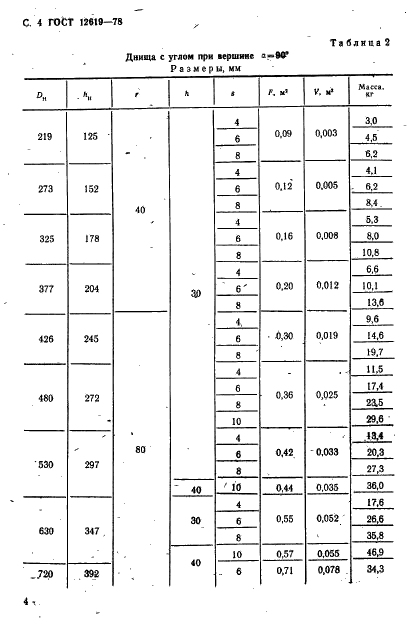 С. 4 ГОСТ 12619—78
Таблица 2
Днища с углом при вершине α=90°
Размеры, мм
Dн hн r h s F, м² V, м³ Масса, кг
219 125 40 30 4 0,09 0,003 3,0
6 4,5
8 6,2
273 152 4 0,12 0,005 4,1
6 6,2
8 8,4
325 178 4 0,16 0,008 5,3
6 8,0
8 10,8
377 204 4 0,20 0,012 6,6
6 10,1
8 13,6
426 245 80 4 0,30 0,019 9,6
6 14,6
8 19,7
480 272 4 0,36 0,025 11,5
6 17,4
8 23,5
10 29,6
530 297 4 0,42 0,033 13,4
6 20,3
8 27,3
40 10 0,44 0,035 36,0
630 347 30 4 0,55 0,052 17,6
6 26,6
8 35,8
40 10 0,57 0,055 46,9
720 392 6 0,71 0,078 34,3
4